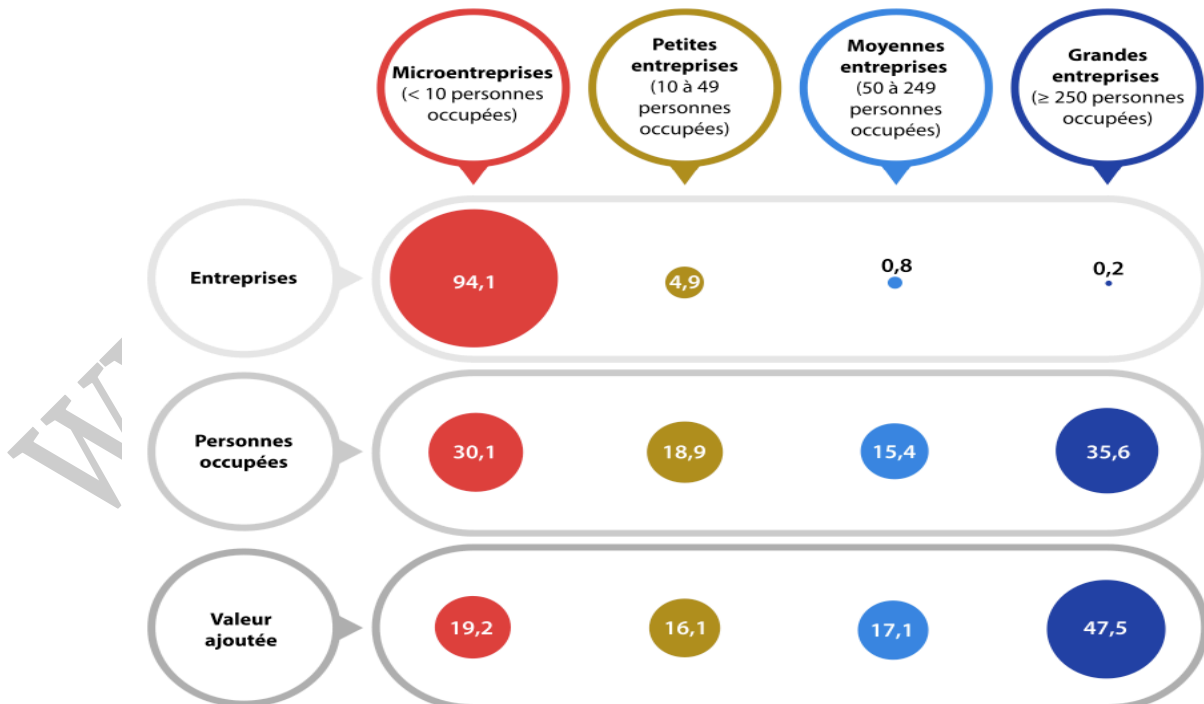 Microentreprises
(< 10 personnes
occupées)
Petites
entreprises
(10 à 49
personnes
occupées)
Moyennes
entreprises
(50 à 249
personnes
occupées)
Grandes
entreprises
(≥ 250 personnes
occupées)
Entreprises
94,1
4,9
0,8
0,2
Personnes
occupées
30,1
18,9
15,4
35,6
Valeur
ajoutée
19,2
16,1
17,1
47,5